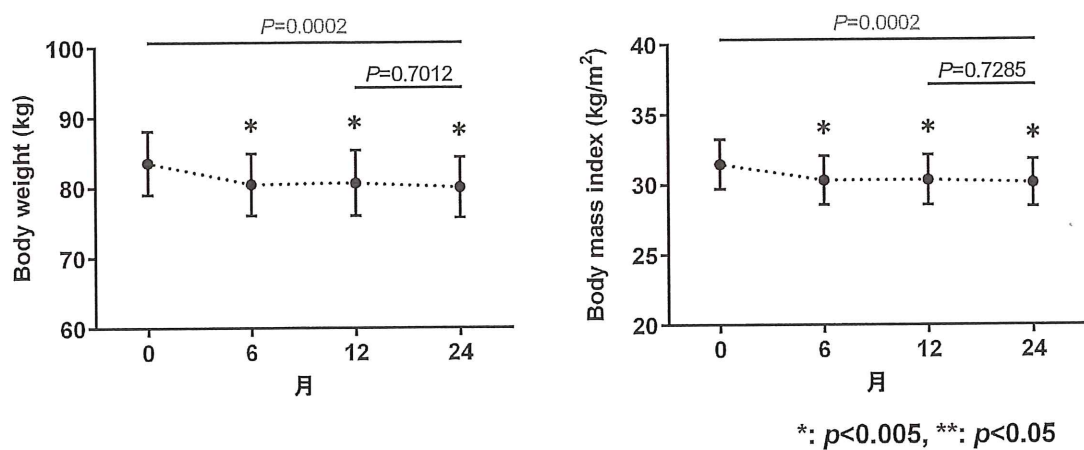 P=0.0002
P=0.7012
Body weight (kg)
100
90
80
70
60
* * *
0 6 12 24
月
P=0.0002
P=0.7285
Body mass index (kg/m²)
40
35
30
25
20
* * *
0 6 12 24
月
*: p<0.005, **: p<0.05